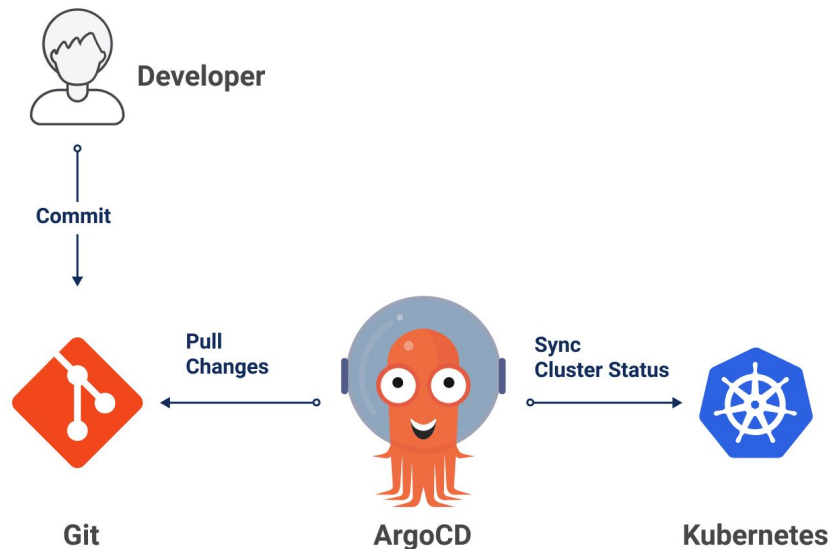 Developer
Commit
Pull
Changes
Sync
Cluster Status
Git
ArgoCD
Kubernetes